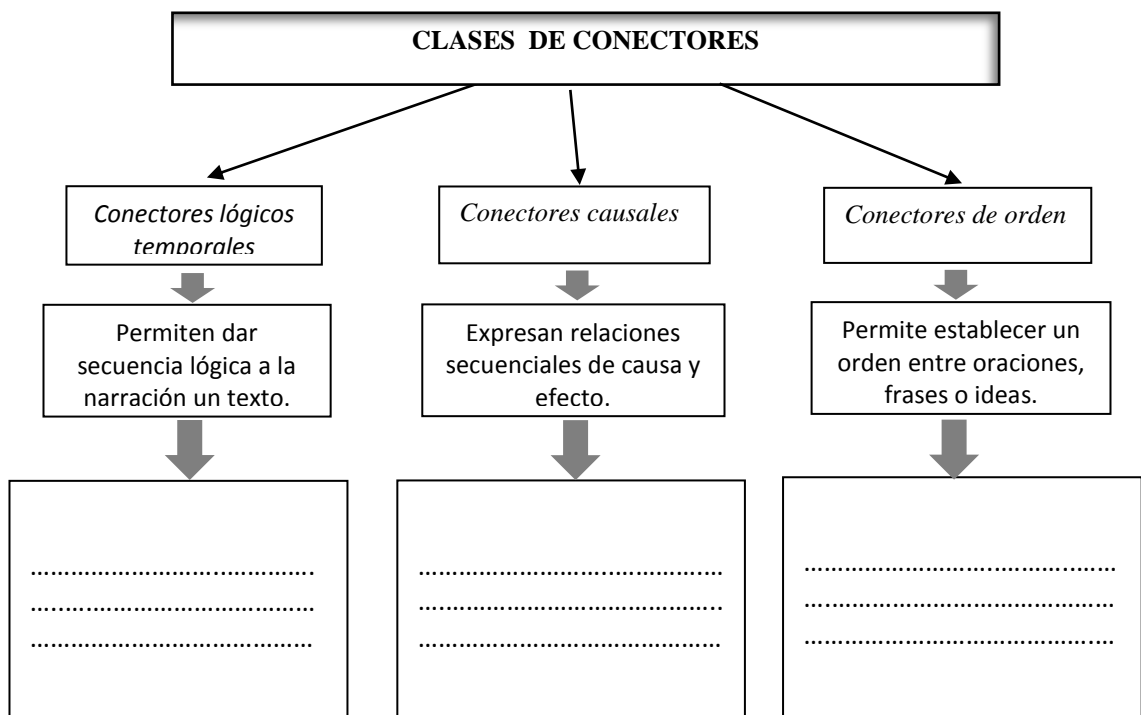 CLASES DE CONECTORES
Conectores lógicos
temporales
Conectores causales
Conectores de orden
Permiten dar
secuencia lógica a la
narración un texto.
Expresan relaciones
secuenciales de causa y
efecto.
Permite establecer un
orden entre oraciones,
frases o ideas.
……………………………………….
……………………………………….
……………………………………….
……………………………………….
……………………………………….
……………………………………….
……………………………………….
……………………………………….
……………………………………….